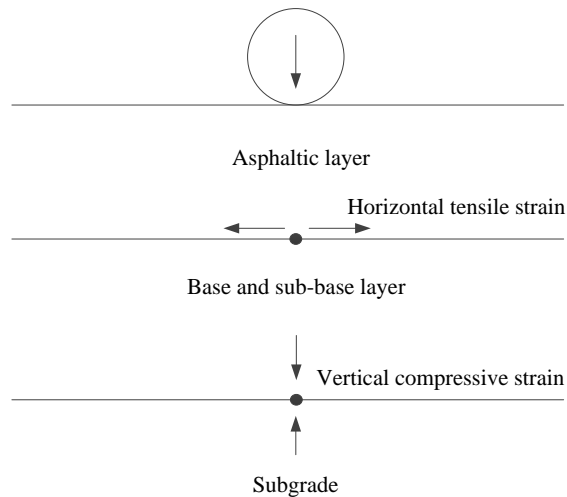 Asphaltic layer
Horizontal tensile strain
Base and sub-base layer
Vertical compressive strain
Subgrade